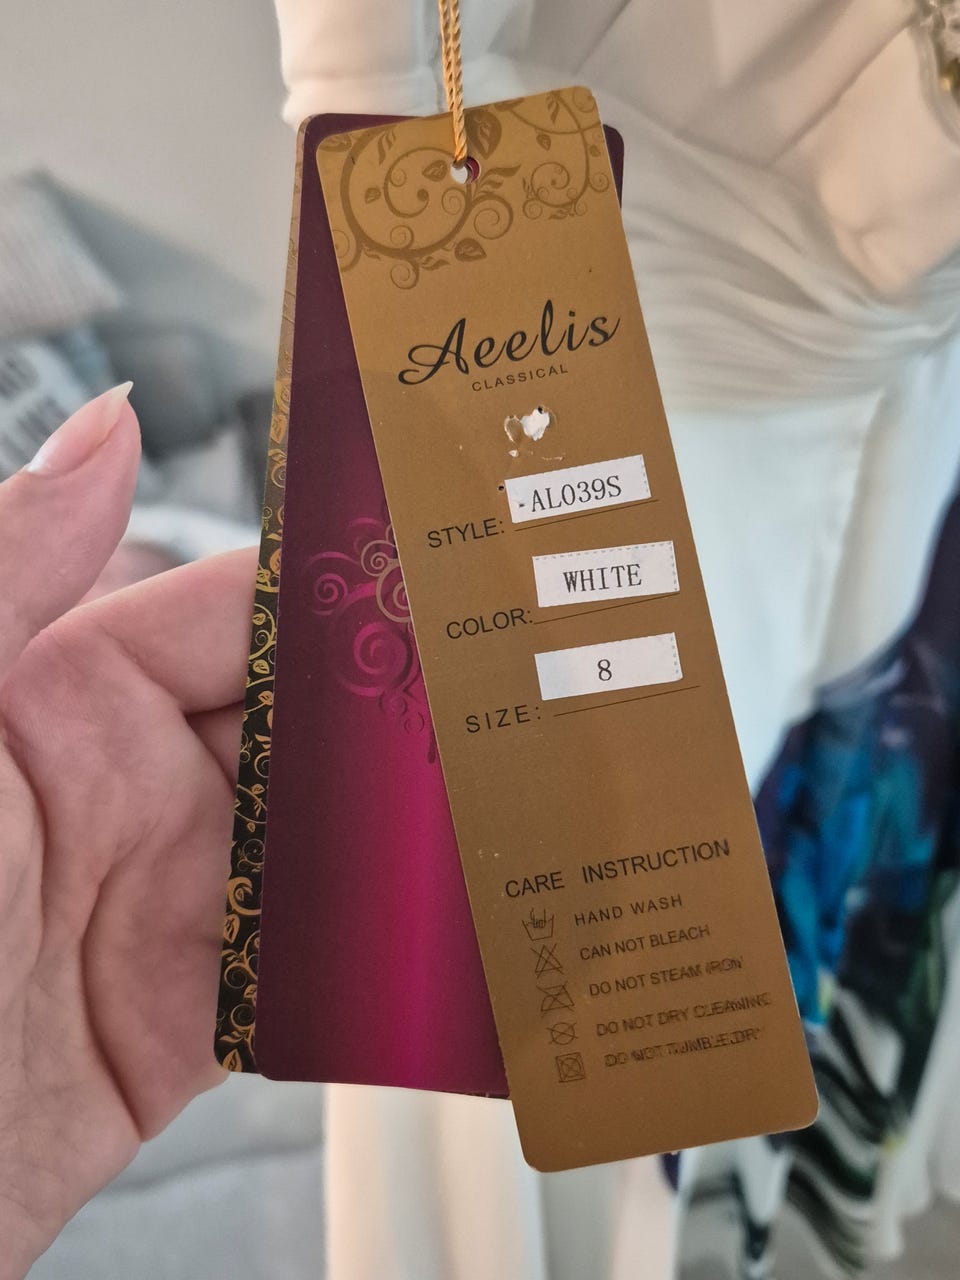 Aeelis
CLASSICAL
STYLE: AL039S
COLOR: WHITE
SIZE: 8
CARE INSTRUCTION
HAND WASH
CAN NOT BLEACH
DO NOT STEAM IRON
DO NOT DRY CLEANING
DO NOT TUMBLE DRY